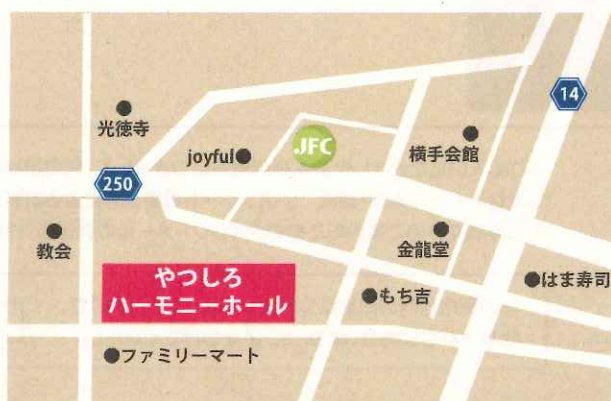 14
光徳寺
joyful
JFC
横手会館
250
教会
金龍堂
やつしろ
ハーモニーホール
はま寿司
もち吉
ファミリーマート